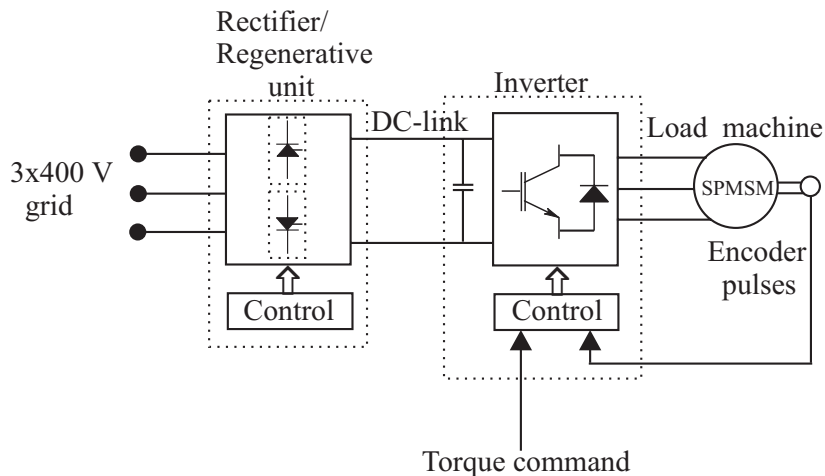 Rectifier/
Regenerative
unit
Inverter
DC-link
Load machine
3x400 V
grid
SPMSM
Encoder
pulses
Control
Control
Torque command